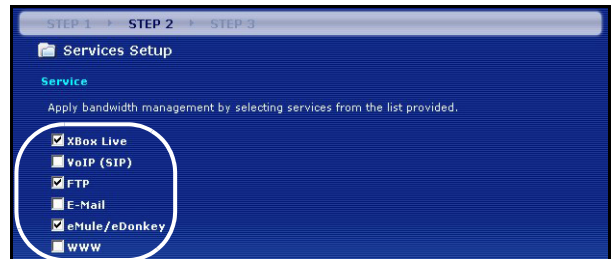 STEP 1 STEP 2 STEP 3
Services Setup
Service
Apply bandwidth management by selecting services from the list provided.
XBox Live
VoIP (SIP)
FTP
E-Mail
eMule/eDonkey
WWW